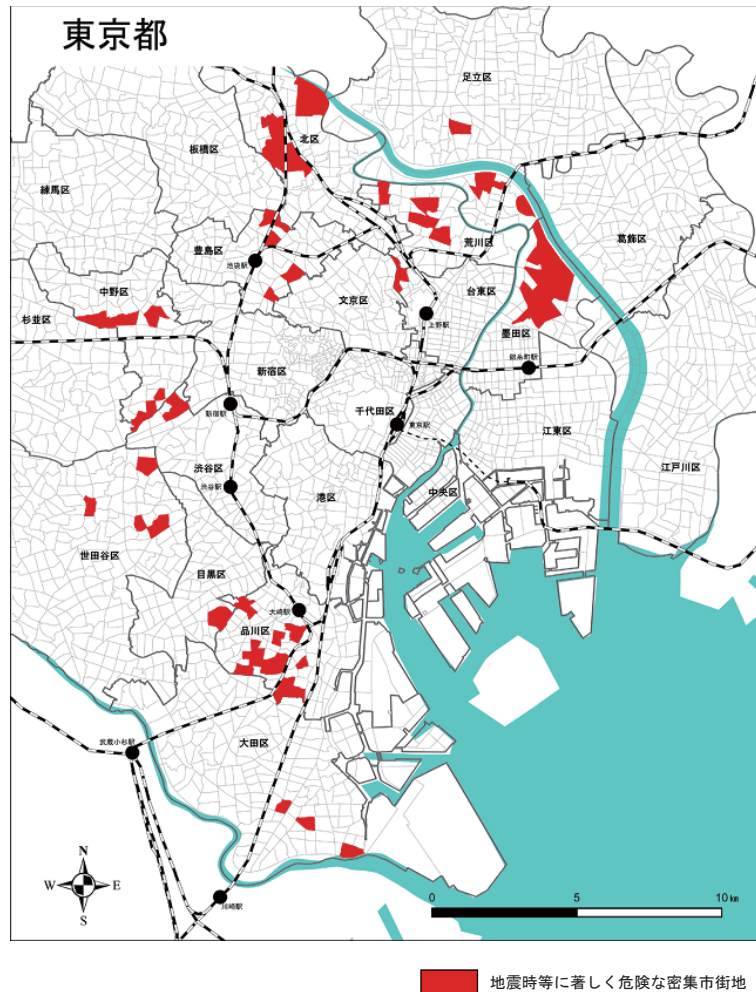 東京都
足立区
北区
板橋区
練馬区
葛飾区
荒川区
豊島区
池袋駅
中野区
文京区
台東区
杉並区
上野駅
墨田区
錦糸町駅
新宿区
新宿駅
千代田区
東京駅
江東区
渋谷区
渋谷駅
港区
中央区
江戸川区
世田谷区
目黒区
大崎駅
品川区
武蔵小杉駅
大田区
川崎駅
N
W
E
S
0
5
10km
地震時等に著しく危険な密集市街地